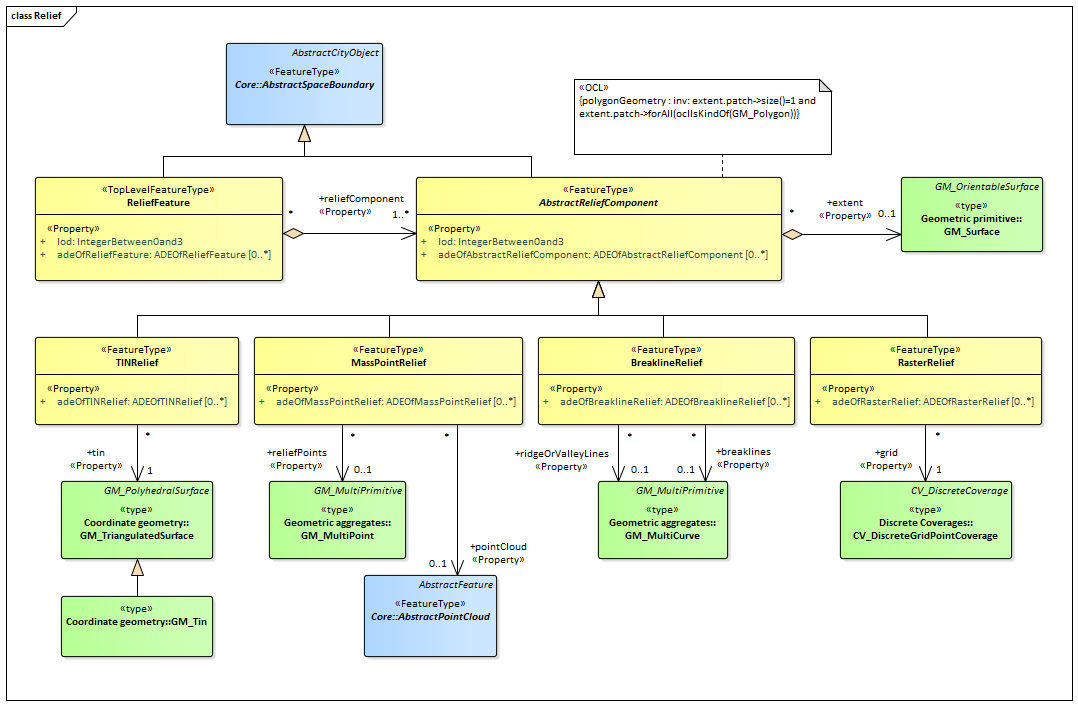 class Relief
AbstractCityObject
«FeatureType»
Core::AbstractSpaceBoundary
«OCL»
{polygonGeometry : inv: extent.patch->size()=1 and
extent.patch->forAll(oclIsKindOf(GM_Polygon))}
«TopLevelFeatureType»
ReliefFeature
«Property»
+ lod: IntegerBetween0and3
+ adeOfReliefFeature: ADEOfReliefFeature [0..*]
*
+reliefComponent
«Property»
1..*
«FeatureType»
AbstractReliefComponent
«Property»
+ lod: IntegerBetween0and3
+ adeOfAbstractReliefComponent: ADEOfAbstractReliefComponent [0..*]
*
+extent
«Property»
0..1
GM_OrientableSurface
«type»
Geometric primitive::
GM_Surface
«FeatureType»
TINRelief
«Property»
+ adeOfTINRelief: ADEOfTINRelief [0..*]
«FeatureType»
MassPointRelief
«Property»
+ adeOfMassPointRelief: ADEOfMassPointRelief [0..*]
«FeatureType»
BreaklineRelief
«Property»
+ adeOfBreaklineRelief: ADEOfBreaklineRelief [0..*]
«FeatureType»
RasterRelief
«Property»
+ adeOfRasterRelief: ADEOfRasterRelief [0..*]
*
+tin
«Property»
1
*
+reliefPoints
«Property»
0..1
*
+pointCloud
«Property»
0..1
*
+ridgeOrValleyLines
«Property»
0..1
*
+breaklines
«Property»
0..1
*
+grid
«Property»
1
GM_PolyhedralSurface
«type»
Coordinate geometry::
GM_TriangulatedSurface
GM_MultiPrimitive
«type»
Geometric aggregates::
GM_MultiPoint
GM_MultiPrimitive
«type»
Geometric aggregates::
GM_MultiCurve
CV_DiscreteCoverage
«type»
Discrete Coverages::
CV_DiscreteGridPointCoverage
AbstractFeature
«FeatureType»
Core::AbstractPointCloud
«type»
Coordinate geometry::GM_Tin